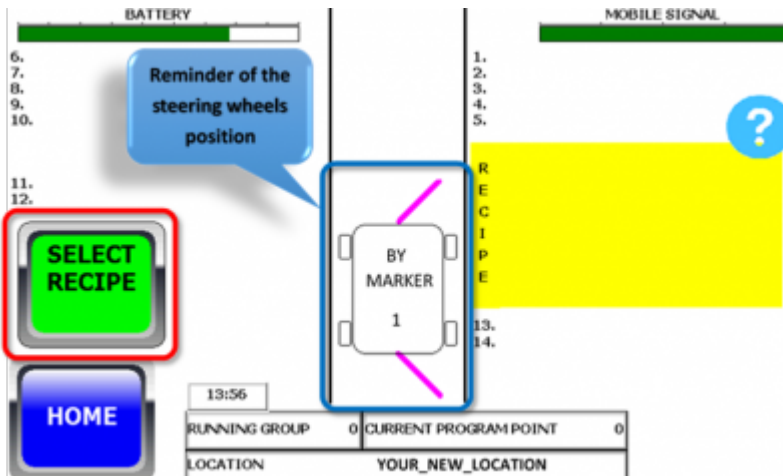 BATTERY
MOBILE SIGNAL
6.
7.
8.
9.
10.
11.
12.
Reminder of the
steering wheels
position
1.
2.
3.
4.
5.
?
R
E
C
I
P
E
SELECT
RECIPE
BY
MARKER
1
13.
14.
HOME
13:56
RUNNING GROUP 0 CURRENT PROGRAM POINT 0
LOCATION YOUR_NEW_LOCATION